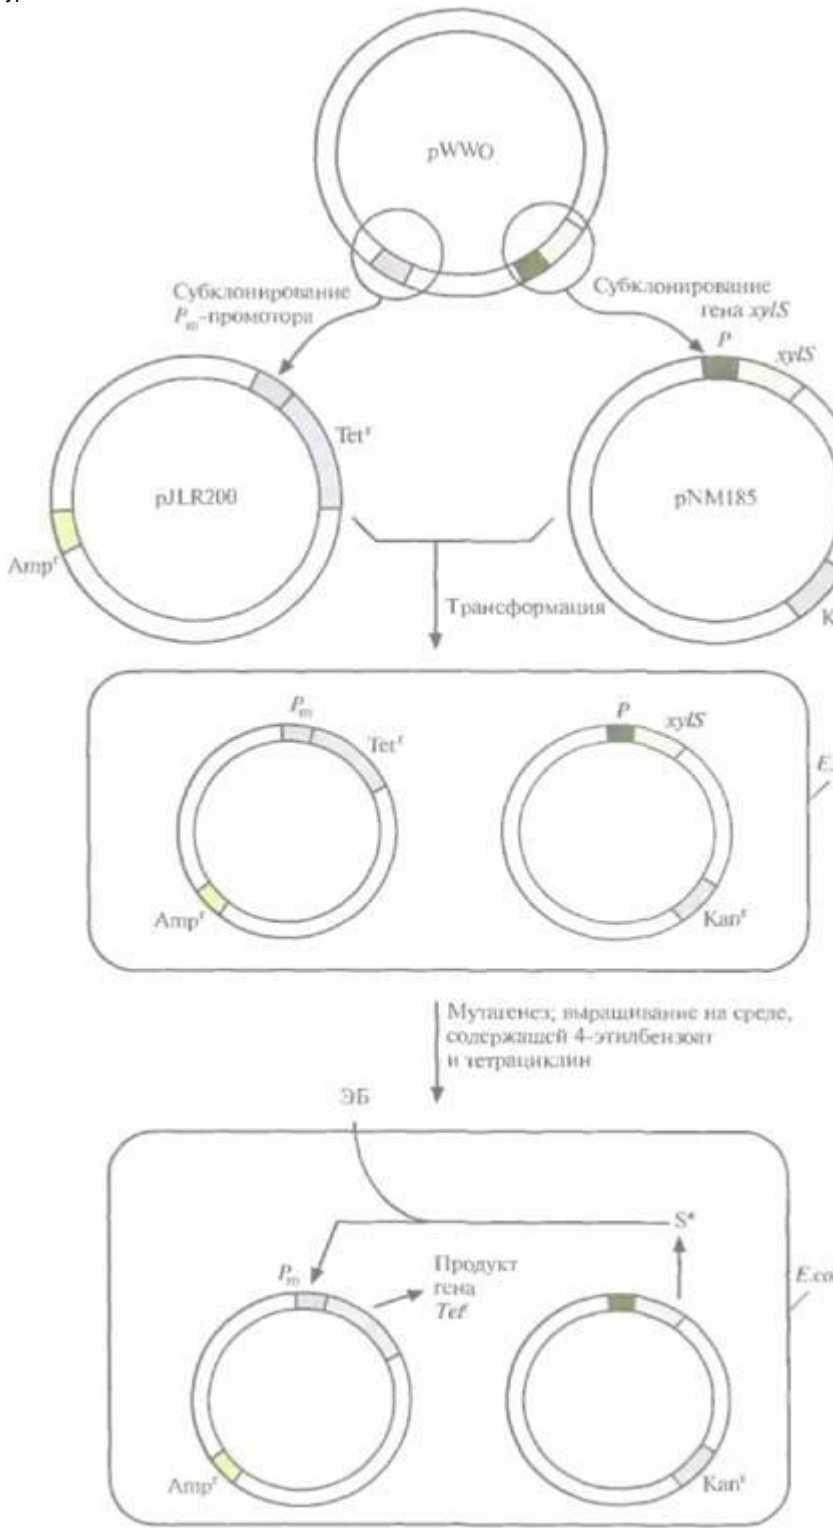 pWWO
Субклонирование
Pm-промотора
Субклонирование
гена xylS
P
xylS
Tetʳ
pJLR200
pNM185
Ampʳ
K
Трансформация
Pm
Tetʳ
P
xylS
E.
Ampʳ
Kanʳ
Мутагенез; выращивание на среде,
содержащей 4-этилбензоат
и тетрациклин
ЭБ
S*
Pm
Продукт
гена
Tetʳ
E.co
Ampʳ
Kanʳ